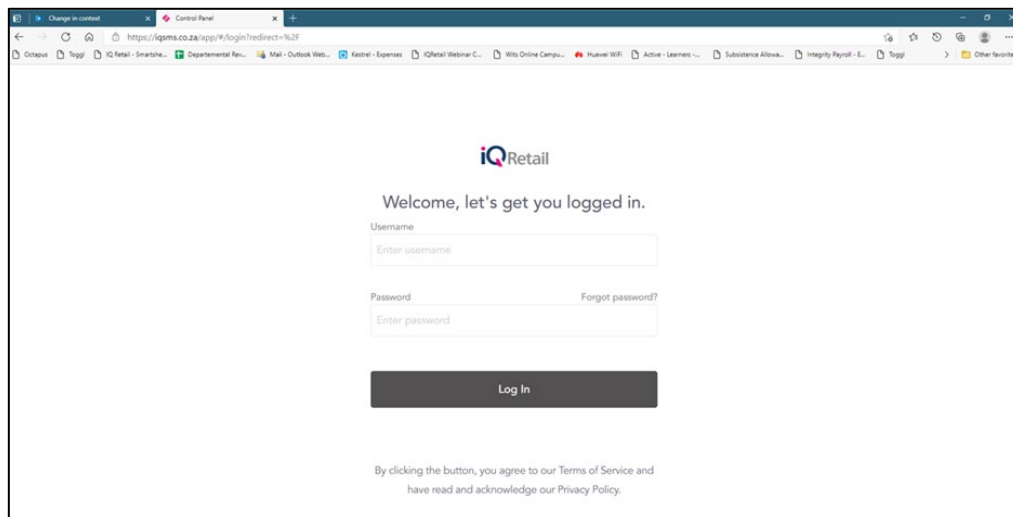 Change in context
Control Panel
https://iqsms.co.za/app/#/login?redirect=%2F
Octapus Toggl IQ Retail - Smartshe... Departemental Rev... Mail - Outlook Web... Kestrel - Expenses IQRetail Webinar C... Wits Online Campu... Huawei WiFi Active - Learners -... Subsistence Allowa... Integrity Payroll - E... Toggl Other favorite
iQRetail
Welcome, let's get you logged in.
Username
Enter username
Password Forgot password?
Enter password
Log In
By clicking the button, you agree to our Terms of Service and
have read and acknowledge our Privacy Policy.